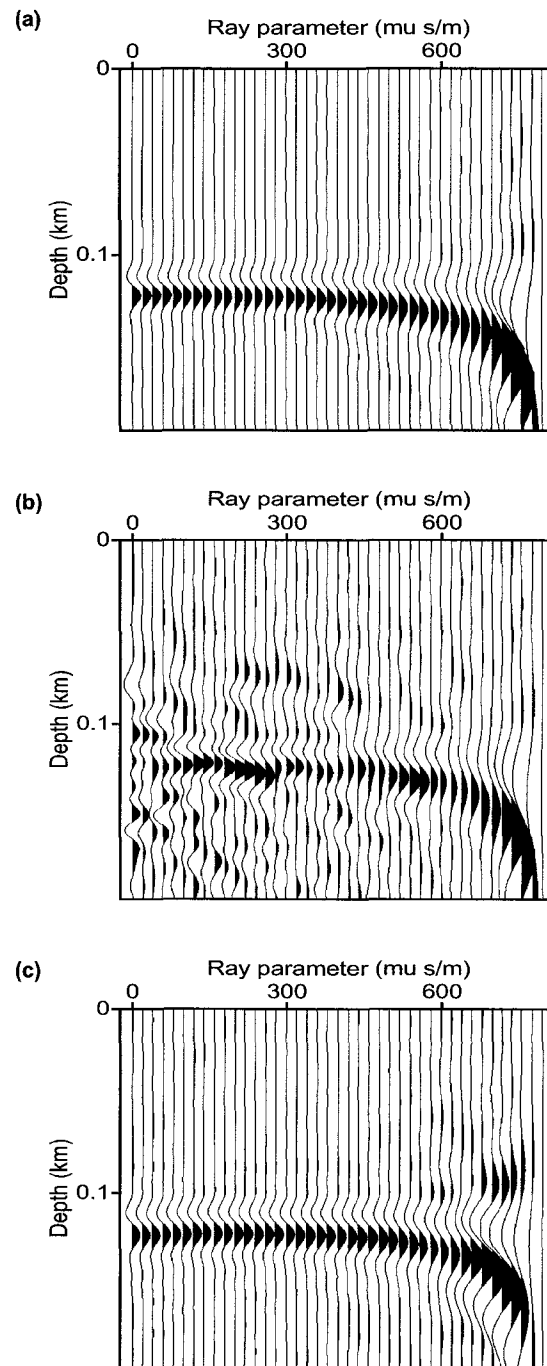 (a)
Ray parameter (mu s/m)
0 300 600
0
0.1
Depth (km)
(b)
Ray parameter (mu s/m)
0 300 600
0
0.1
Depth (km)
(c)
Ray parameter (mu s/m)
0 300 600
0
0.1
Depth (km)